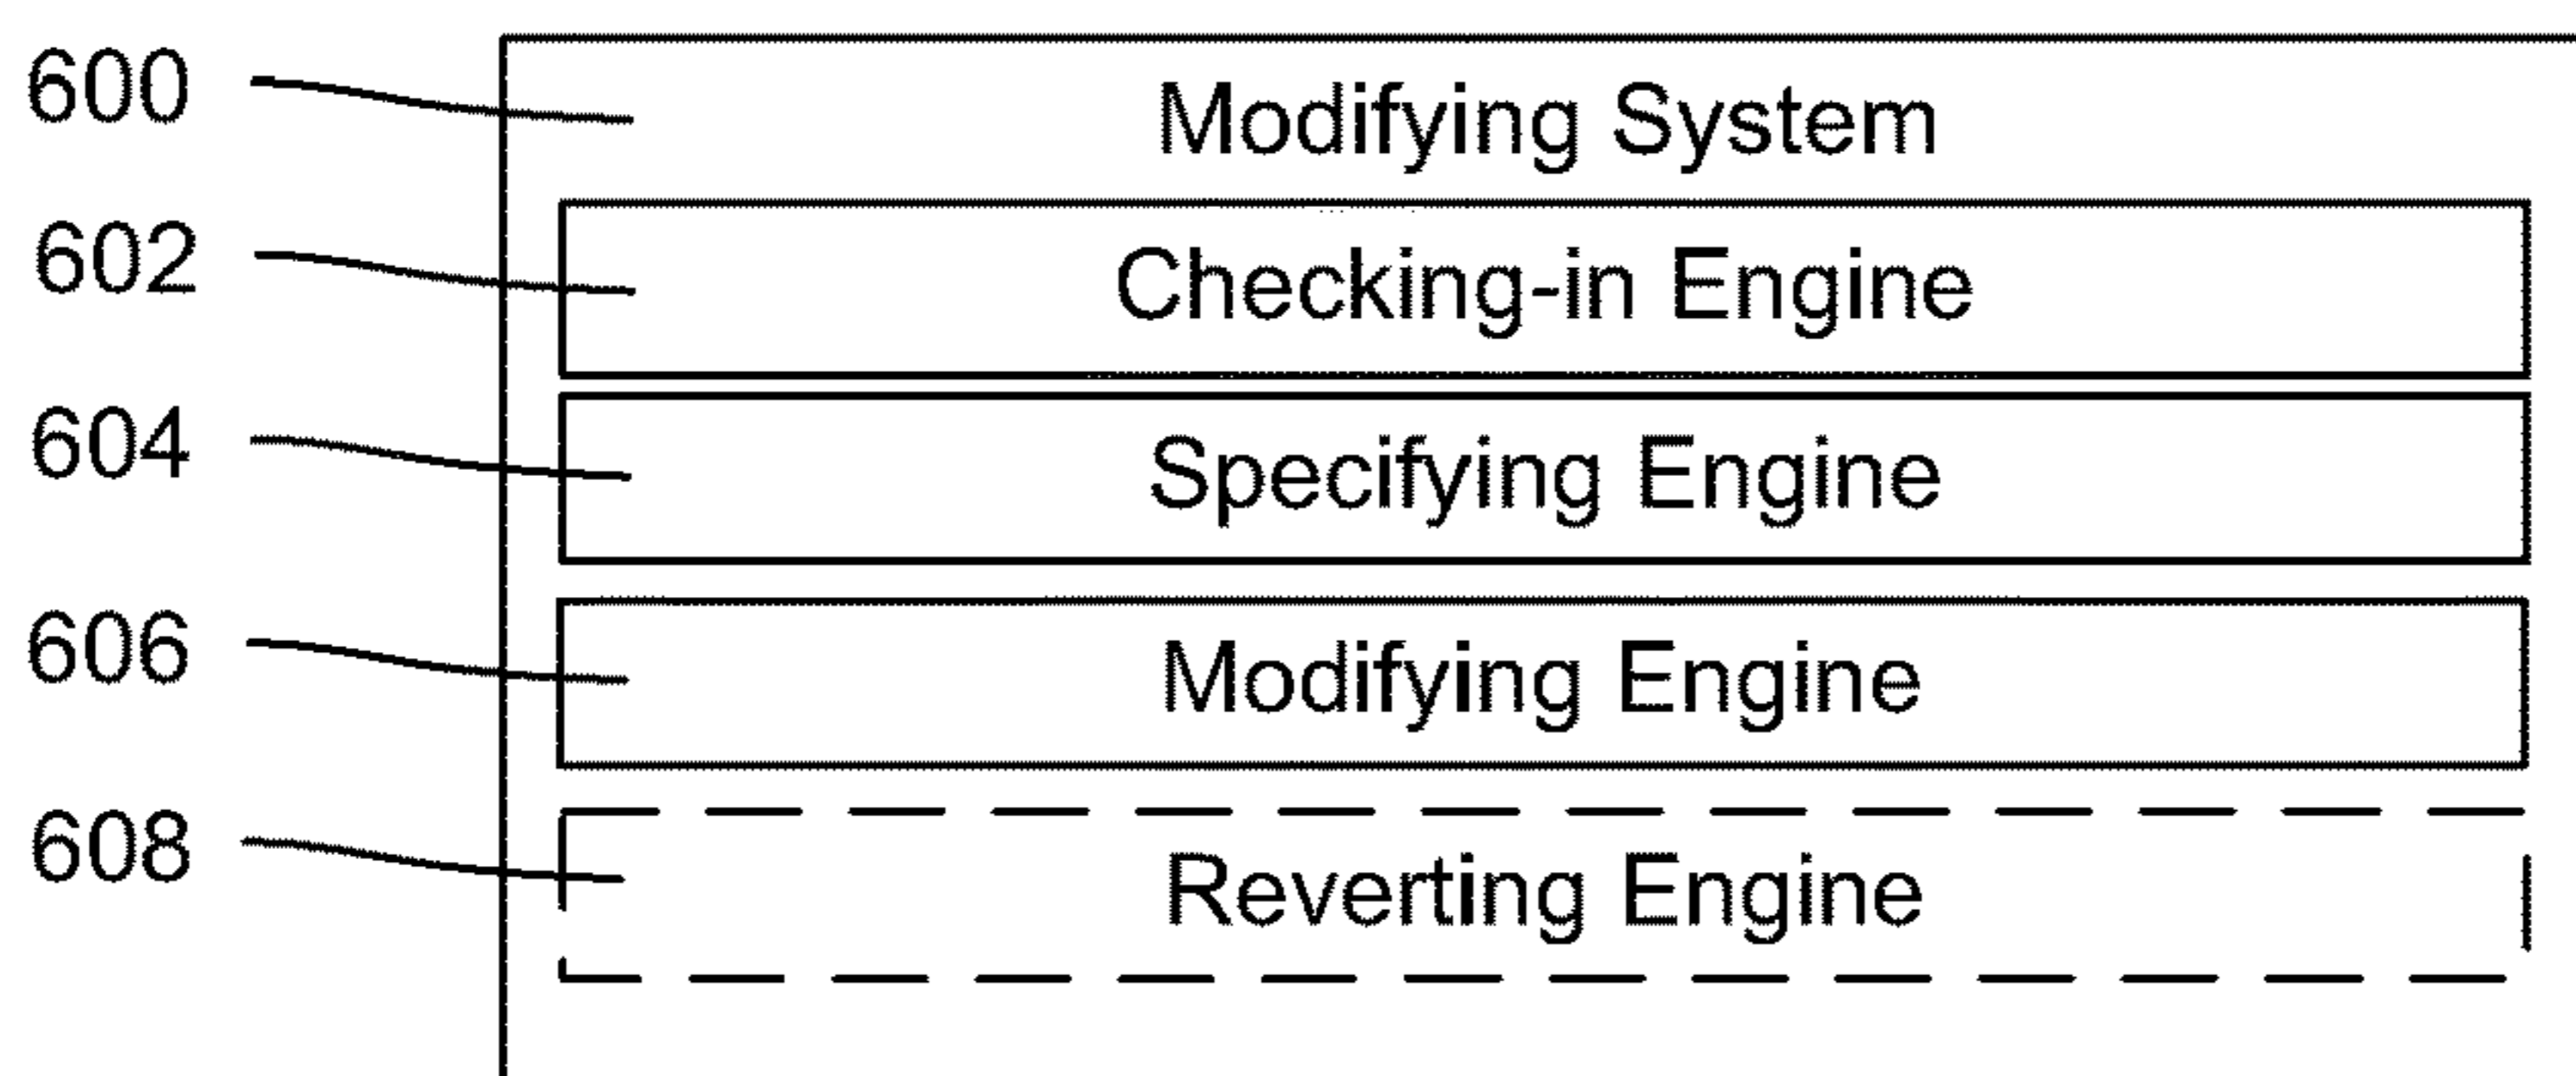 600 Modifying System
602 Checking-in Engine
604 Specifying Engine
606 Modifying Engine
608 Reverting Engine